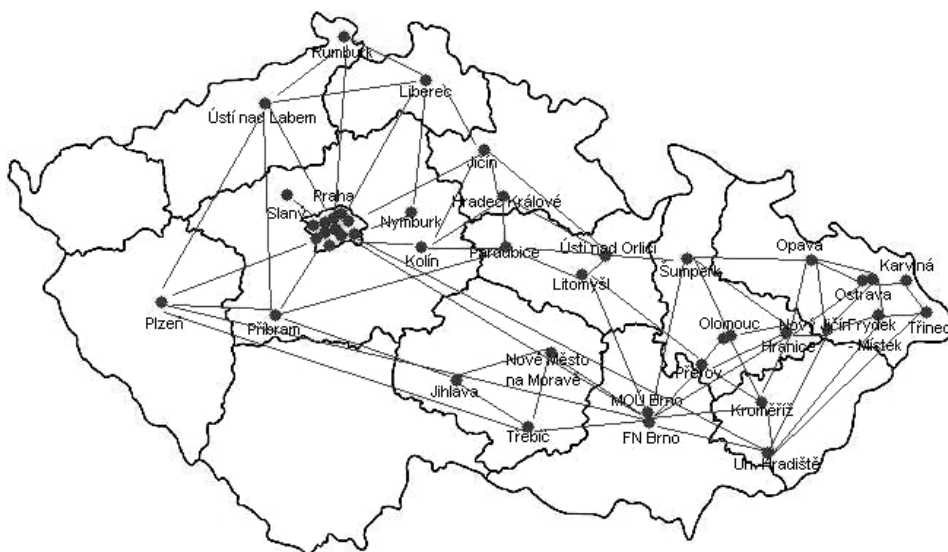 Rumburk
Liberec
Ústí nad Labem
Jičín
Praha
Slaný
Nymburk
Hradec Králové
Kolín
Pardubice
Ústí nad Orlicí
Litomyšl
Šumperk
Opava
Karviná
Ostrava
Plzeň
Příbram
Olomouc
Nový Jičín
Hranice
Frýdek
Místek
Třinec
Přerov
Nové Město
na Moravě
Jihlava
MOÚ Brno
Kroměříž
Třebíč
FN Brno
Uh. Hradiště